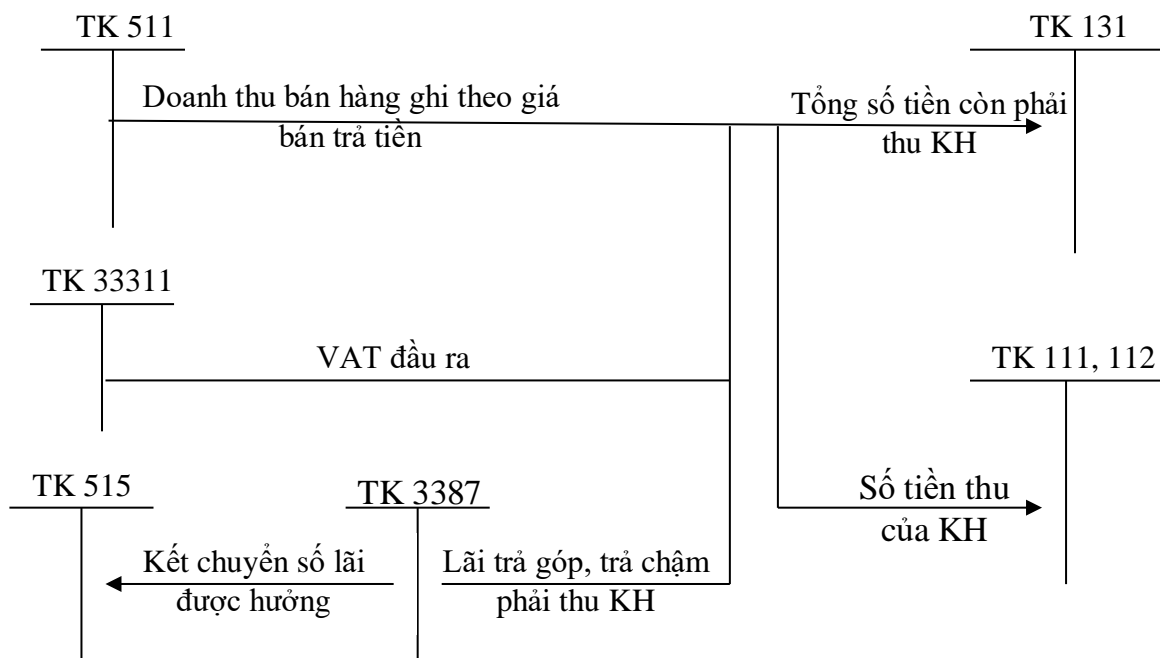 TK 511
TK 131
Doanh thu bán hàng ghi theo giá
bán trả tiền
Tổng số tiền còn phải
thu KH
TK 33311
VAT đầu ra
TK 111, 112
TK 515
TK 3387
Số tiền thu
của KH
Kết chuyển số lãi
được hưởng
Lãi trả góp, trả chậm
phải thu KH